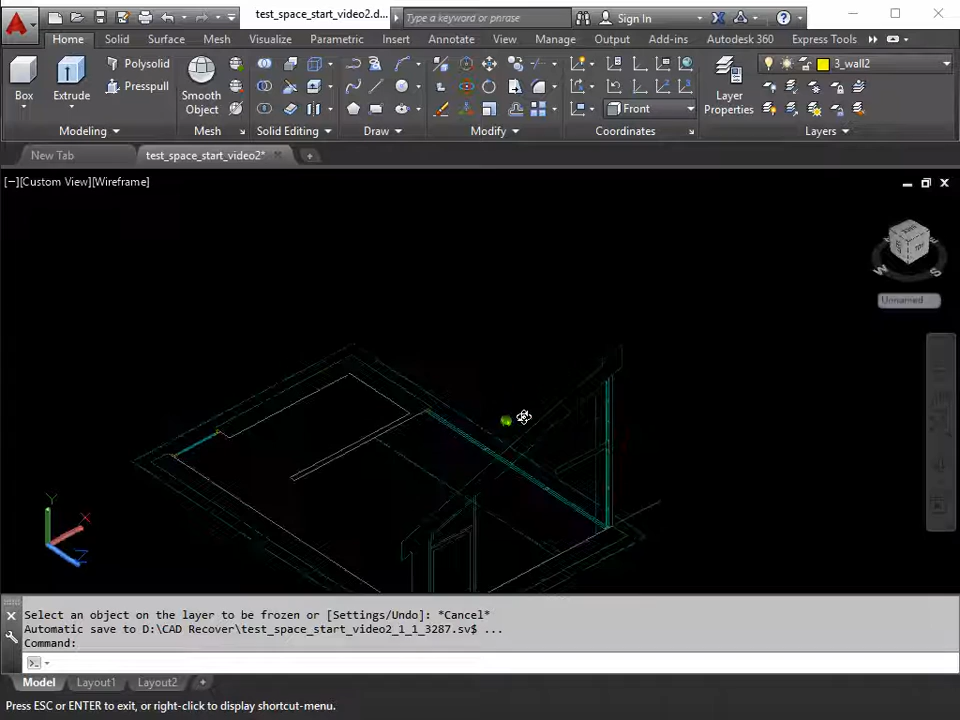 test_space_start_video2.d...
Type a keyword or phrase
Sign In
Home
Solid
Surface
Mesh
Visualize
Parametric
Insert
Annotate
View
Manage
Output
Add-ins
Autodesk 360
Express Tools
Box
Extrude
Polysolid
Presspull
Smooth
Object
Front
Layer
Properties
3_wall2
Modeling
Mesh
Solid Editing
Draw
Modify
Coordinates
Layers
New Tab
test_space_start_video2*
[−][Custom View][Wireframe]
W
S
Unnamed
Y
X
Z
Select an object on the layer to be frozen or [Settings/Undo]: *Cancel*
Automatic save to D:\CAD Recover\test_space_start_video2_1_1_3287.sv$ ...
Command:
Model
Layout1
Layout2
Press ESC or ENTER to exit, or right-click to display shortcut-menu.